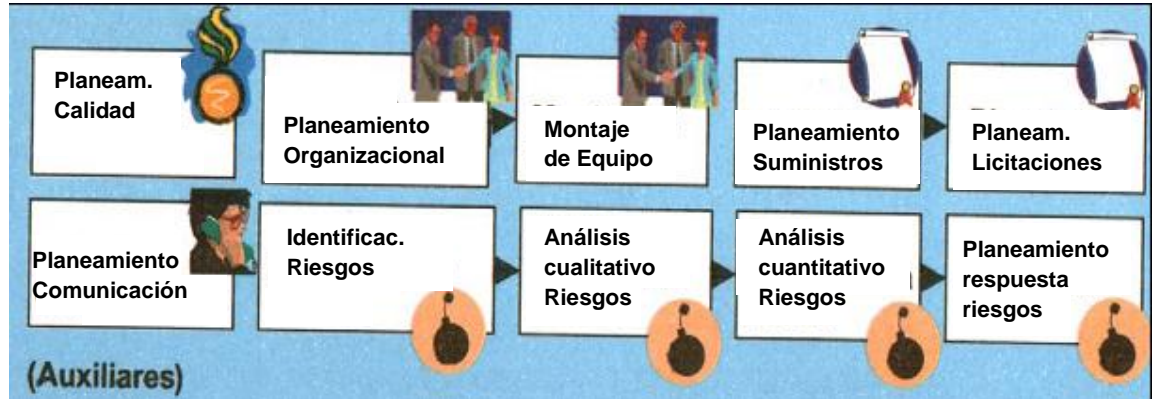 Planeam.
Calidad
Planeamiento
Organizacional
Montaje
de Equipo
Planeamiento
Suministros
Planeam.
Licitaciones
Planeamiento
Comunicación
Identificac.
Riesgos
Análisis
cualitativo
Riesgos
Análisis
cuantitativo
Riesgos
Planeamiento
respuesta
riesgos
(Auxiliares)